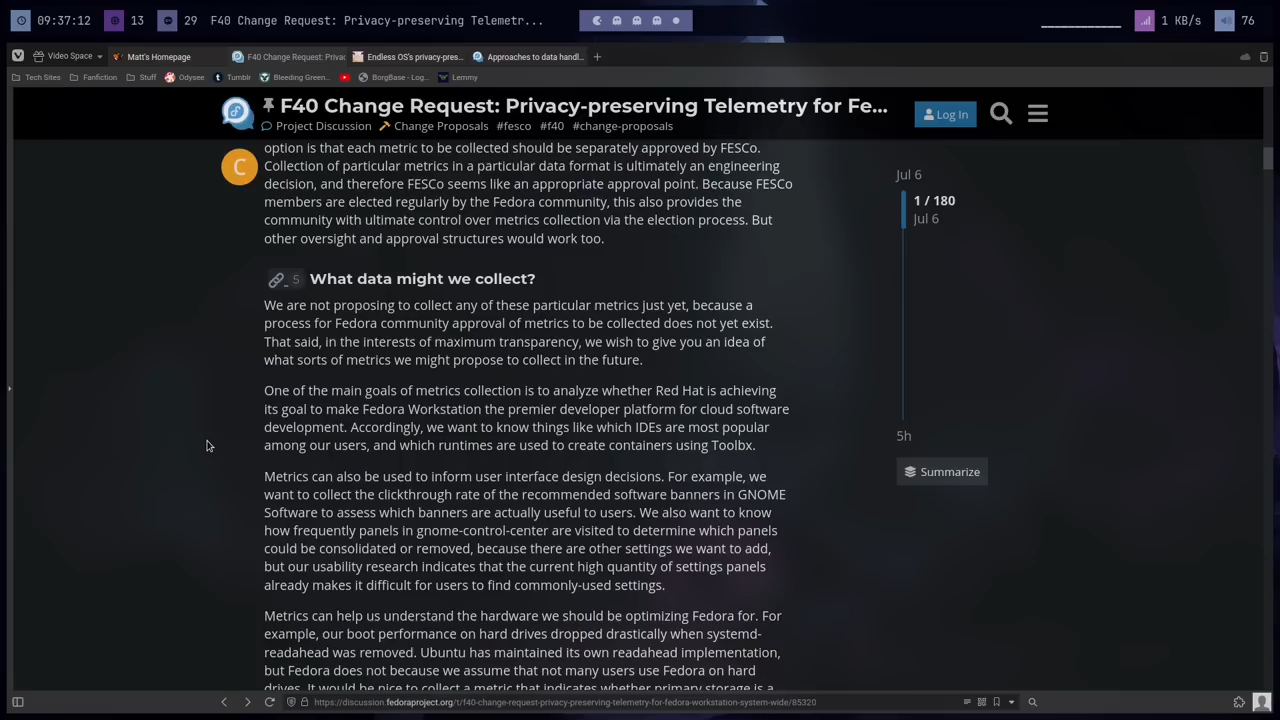 09:37:12 13 29 F40 Change Request: Privacy-preserving Telemetr... 1 KB/s 76
Video Space Matt's Homepage F40 Change Request: Privac Endless OS's privacy-pres Approaches to data handl
Tech Sites Fanfiction Stuff Odysee Tumblr Bleeding Green... BorgBase - Log... Lemmy
F40 Change Request: Privacy-preserving Telemetry for Fe...
Log In
Project Discussion Change Proposals #fesco #f40 #change-proposals
C
option is that each metric to be collected should be separately approved by FESCo.
Collection of particular metrics in a particular data format is ultimately an engineering
decision, and therefore FESCo seems like an appropriate approval point. Because FESCo
members are elected regularly by the Fedora community, this also provides the
community with ultimate control over metrics collection via the election process. But
other oversight and approval structures would work too.
5 What data might we collect?
We are not proposing to collect any of these particular metrics just yet, because a
process for Fedora community approval of metrics to be collected does not yet exist.
That said, in the interests of maximum transparency, we wish to give you an idea of
what sorts of metrics we might propose to collect in the future.
One of the main goals of metrics collection is to analyze whether Red Hat is achieving
its goal to make Fedora Workstation the premier developer platform for cloud software
development. Accordingly, we want to know things like which IDEs are most popular
among our users, and which runtimes are used to create containers using Toolbx.
Metrics can also be used to inform user interface design decisions. For example, we
want to collect the clickthrough rate of the recommended software banners in GNOME
Software to assess which banners are actually useful to users. We also want to know
how frequently panels in gnome-control-center are visited to determine which panels
could be consolidated or removed, because there are other settings we want to add,
but our usability research indicates that the current high quantity of settings panels
already makes it difficult for users to find commonly-used settings.
Metrics can help us understand the hardware we should be optimizing Fedora for. For
example, our boot performance on hard drives dropped drastically when systemd-
readahead was removed. Ubuntu has maintained its own readahead implementation,
but Fedora does not because we assume that not many users use Fedora on hard
drives. It would be nice to collect a metric that indicates whether primary storage is a
Jul 6
1 / 180
Jul 6
5h
Summarize
https://discussion.fedoraproject.org/t/f40-change-request-privacy-preserving-telemetry-for-fedora-workstation-system-wide/85320